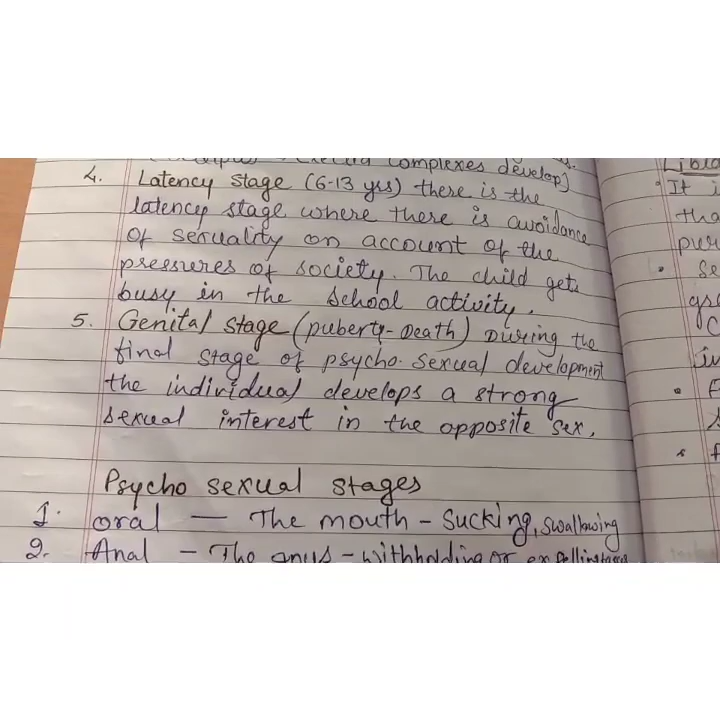 complexes develop]
4. Latency stage (6-13 yrs) there is the
latency stage where there is avoidance
of sexuality on account of the
pressures of society. The child gets
busy in the school activity.
5. Genital stage (puberty-Death) During the
final stage of psycho-sexual development
the individual develops a strong
sexual interest in the opposite sex.
Psycho sexual stages
1. oral — The mouth - Sucking, swallowing
2. Anal - The anus - withholding or
It